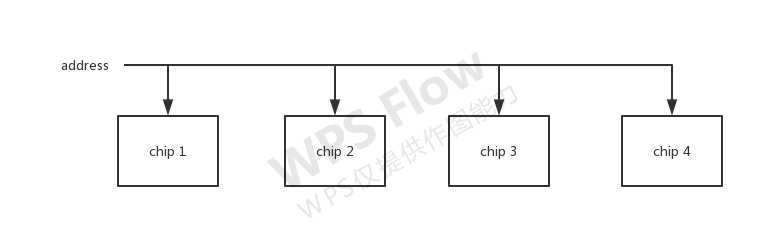 address
chip 1
chip 2
chip 3
chip 4
WPS Flow
WPS仅提供作图能力